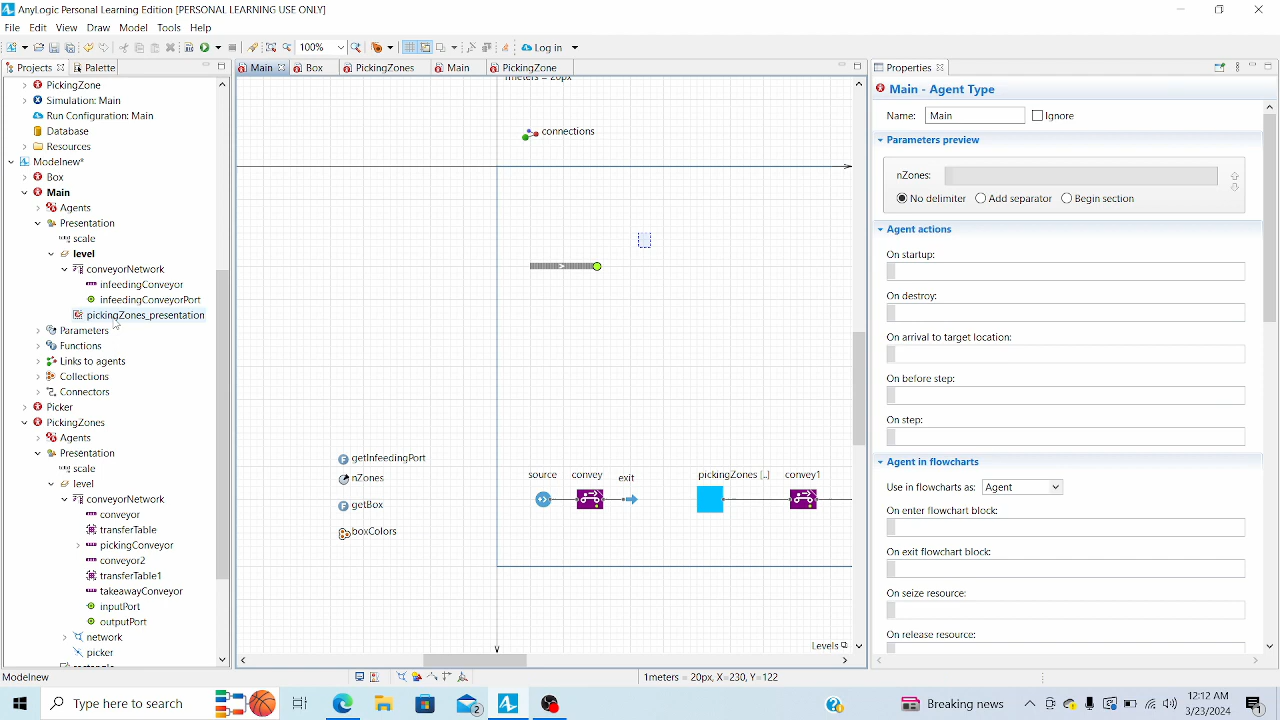 AnyLogic Personal Learning Edition [PERSONAL LEARNING USE ONLY]
File Edit View Draw Model Tools Help
100% Log in
Projects Palette Main Box PickingZones Main PickingZone Properties
PickingZone
Simulation: Main
Run Configuration: Main
Database
Resources
Modelnew*
Box
Main
Agents
Presentation
scale
level
conveyorNetwork
infeedingConveyor
infeedingConveyorPort
pickingZones_presentation
Parameters
Functions
Links to agents
Collections
Connectors
Picker
PickingZones
Agents
Presentation
scale
level
conveyorNetwork
conveyor
transferTable
pickingConveyor
conveyor2
transferTable1
takeawayConveyor
inputPort
outputPort
network
picker
1meters = 20px
connections
getInfeedingPort
nZones
getBox
boxColors
source convey exit pickingZones [..] convey1
Levels
Main - Agent Type
Name: Main Ignore
Parameters preview
nZones:
No delimiter Add separator Begin section
Agent actions
On startup:
On destroy:
On arrival to target location:
On before step:
On step:
Agent in flowcharts
Use in flowcharts as: Agent
On enter flowchart block:
On exit flowchart block:
On seize resource:
On release resource:
Modelnew 1meters = 20px, X=230, Y=122
Type here to search 2 Breaking news 10:12 AM
3/23/2024 1